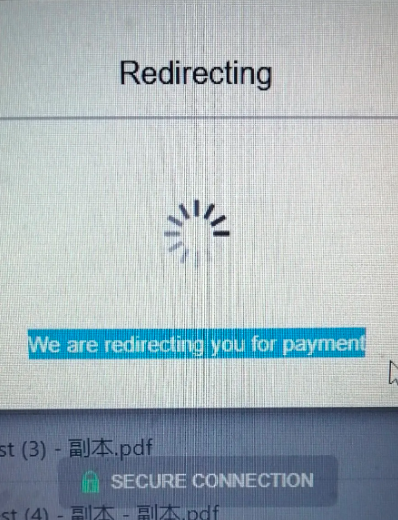 Redirecting
We are redirecting you for payment
st (3) - 副本.pdf
SECURE CONNECTION
st (4) - 副本 - 副本.pdf